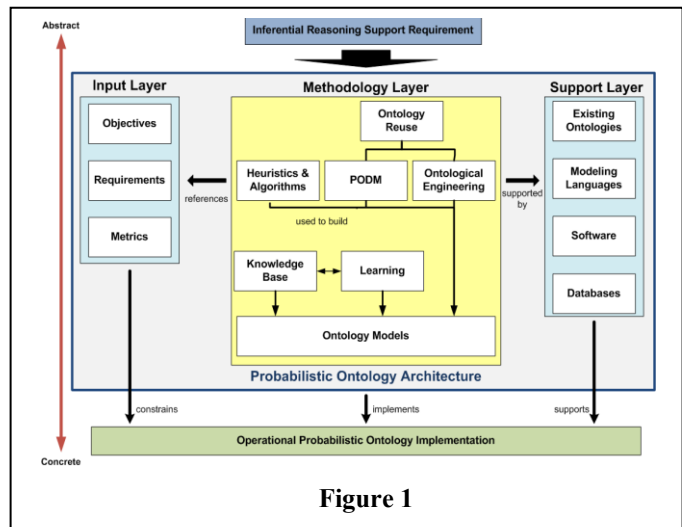 Abstract
Inferential Reasoning Support Requirement
Input Layer
Objectives
Requirements
Metrics
Methodology Layer
Ontology
Reuse
Heuristics &
Algorithms
PODM
Ontological
Engineering
references
supported
by
used to build
Knowledge
Base
Learning
Ontology Models
Support Layer
Existing
Ontologies
Modeling
Languages
Software
Databases
Probabilistic Ontology Architecture
constrains
implements
supports
Operational Probabilistic Ontology Implementation
Concrete
Figure 1